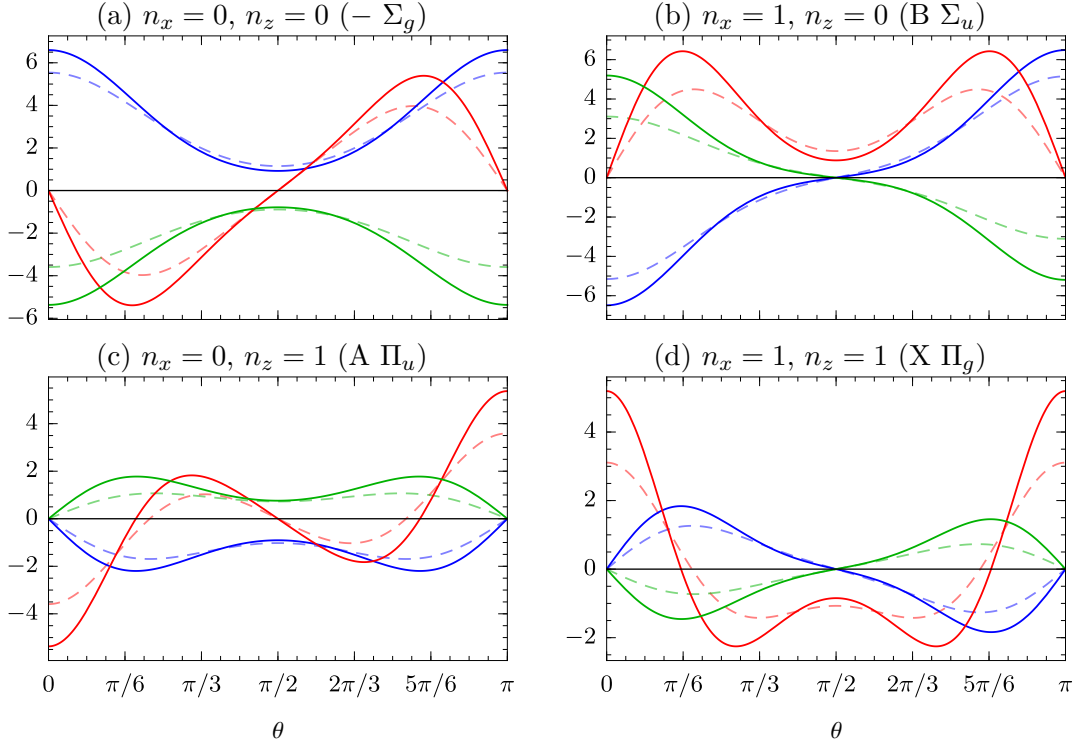 (a) n_x = 0, n_z = 0 (− Σ_g)
(b) n_x = 1, n_z = 0 (B Σ_u)
6
4
2
0
−2
−4
−6
6
4
2
0
−2
−4
−6
(c) n_x = 0, n_z = 1 (A Π_u)
(d) n_x = 1, n_z = 1 (X Π_g)
4
2
0
−2
−4
4
2
0
−2
0 π/6 π/3 π/2 2π/3 5π/6 π
0 π/6 π/3 π/2 2π/3 5π/6 π
θ
θ